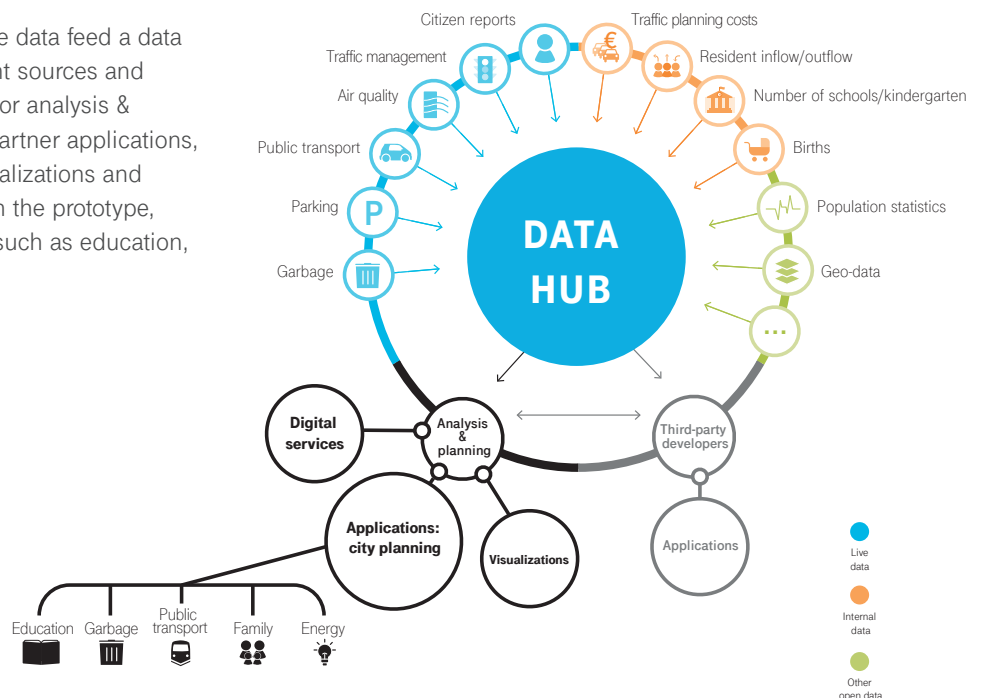 e data feed a data
nt sources and
or analysis &
artner applications,
alizations and
n the prototype,
such as education,
Citizen reports
Traffic management
Air quality
Public transport
Parking
P
Garbage
€
Traffic planning costs
Resident inflow/outflow
Number of schools/kindergarten
Births
Population statistics
Geo-data
...
DATA
HUB
Digital
services
Analysis
&
planning
Third-party
developers
Applications:
city planning
Visualizations
Applications
Education
Garbage
Public
transport
Family
Energy
Live
data
Internal
data
Other
open data